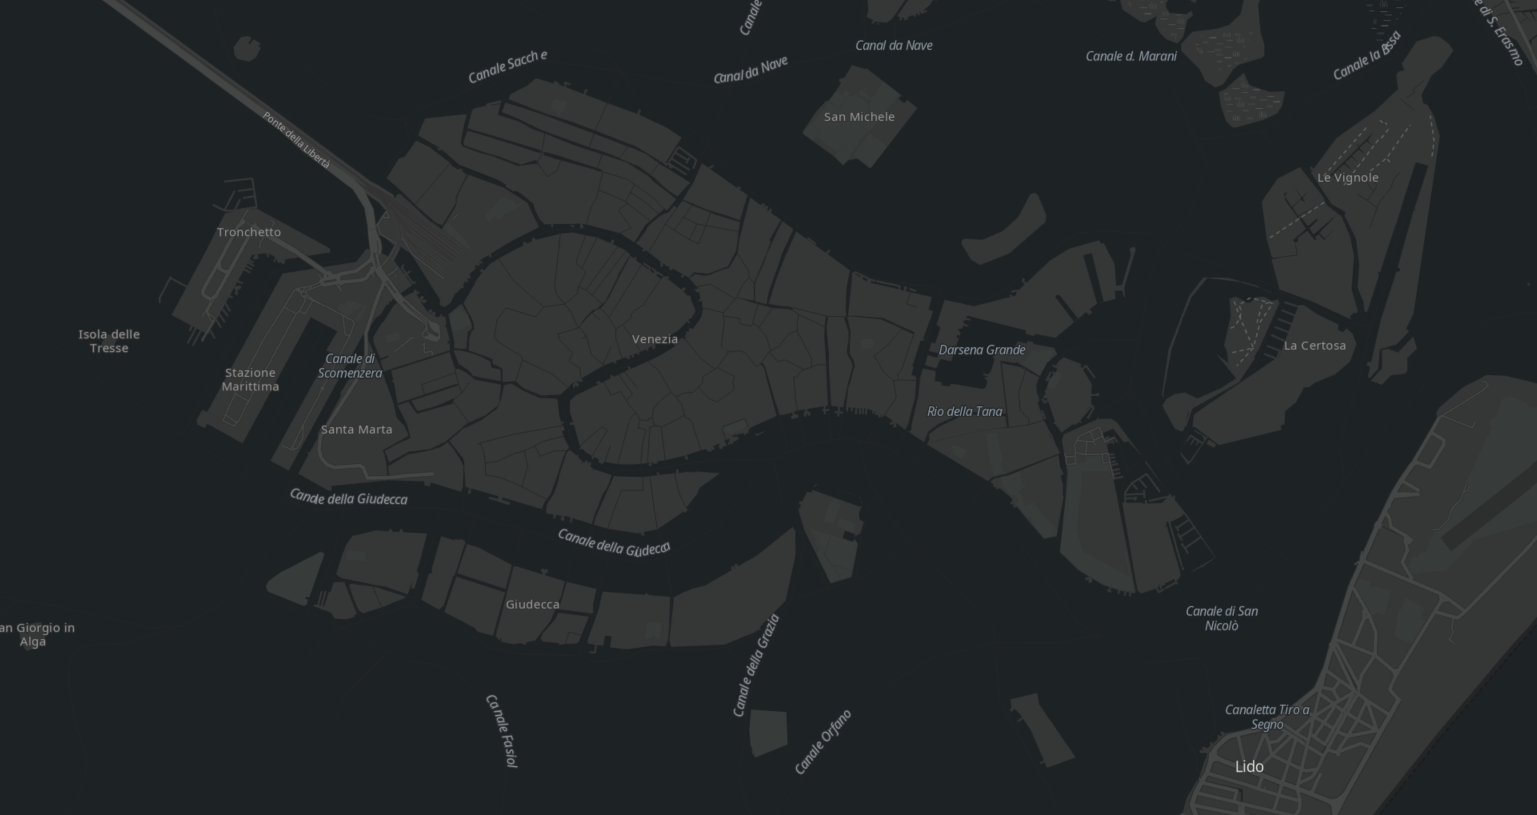 Canale
Canal da Nave
Canale d. Marani
Canale la Bssa
e di S. Erasmo
Canale Sacch e
Canal da Nave
San Michele
Ponte della Libertà
Le Vignole
Tronchetto
Isola delle
Tresse
Venezia
Darsena Grande
La Certosa
Canale di
Scomenzera
Stazione
Marittima
Rio della Tana
Santa Marta
Canale della Giudecca
Canale della Giudecca
Giudecca
Canale di San
Nicolò
an Giorgio in
Alga
Canale della Grazia
Canale Fasiol
Canale Orfano
Canaletta Tiro a
Segno
Lido